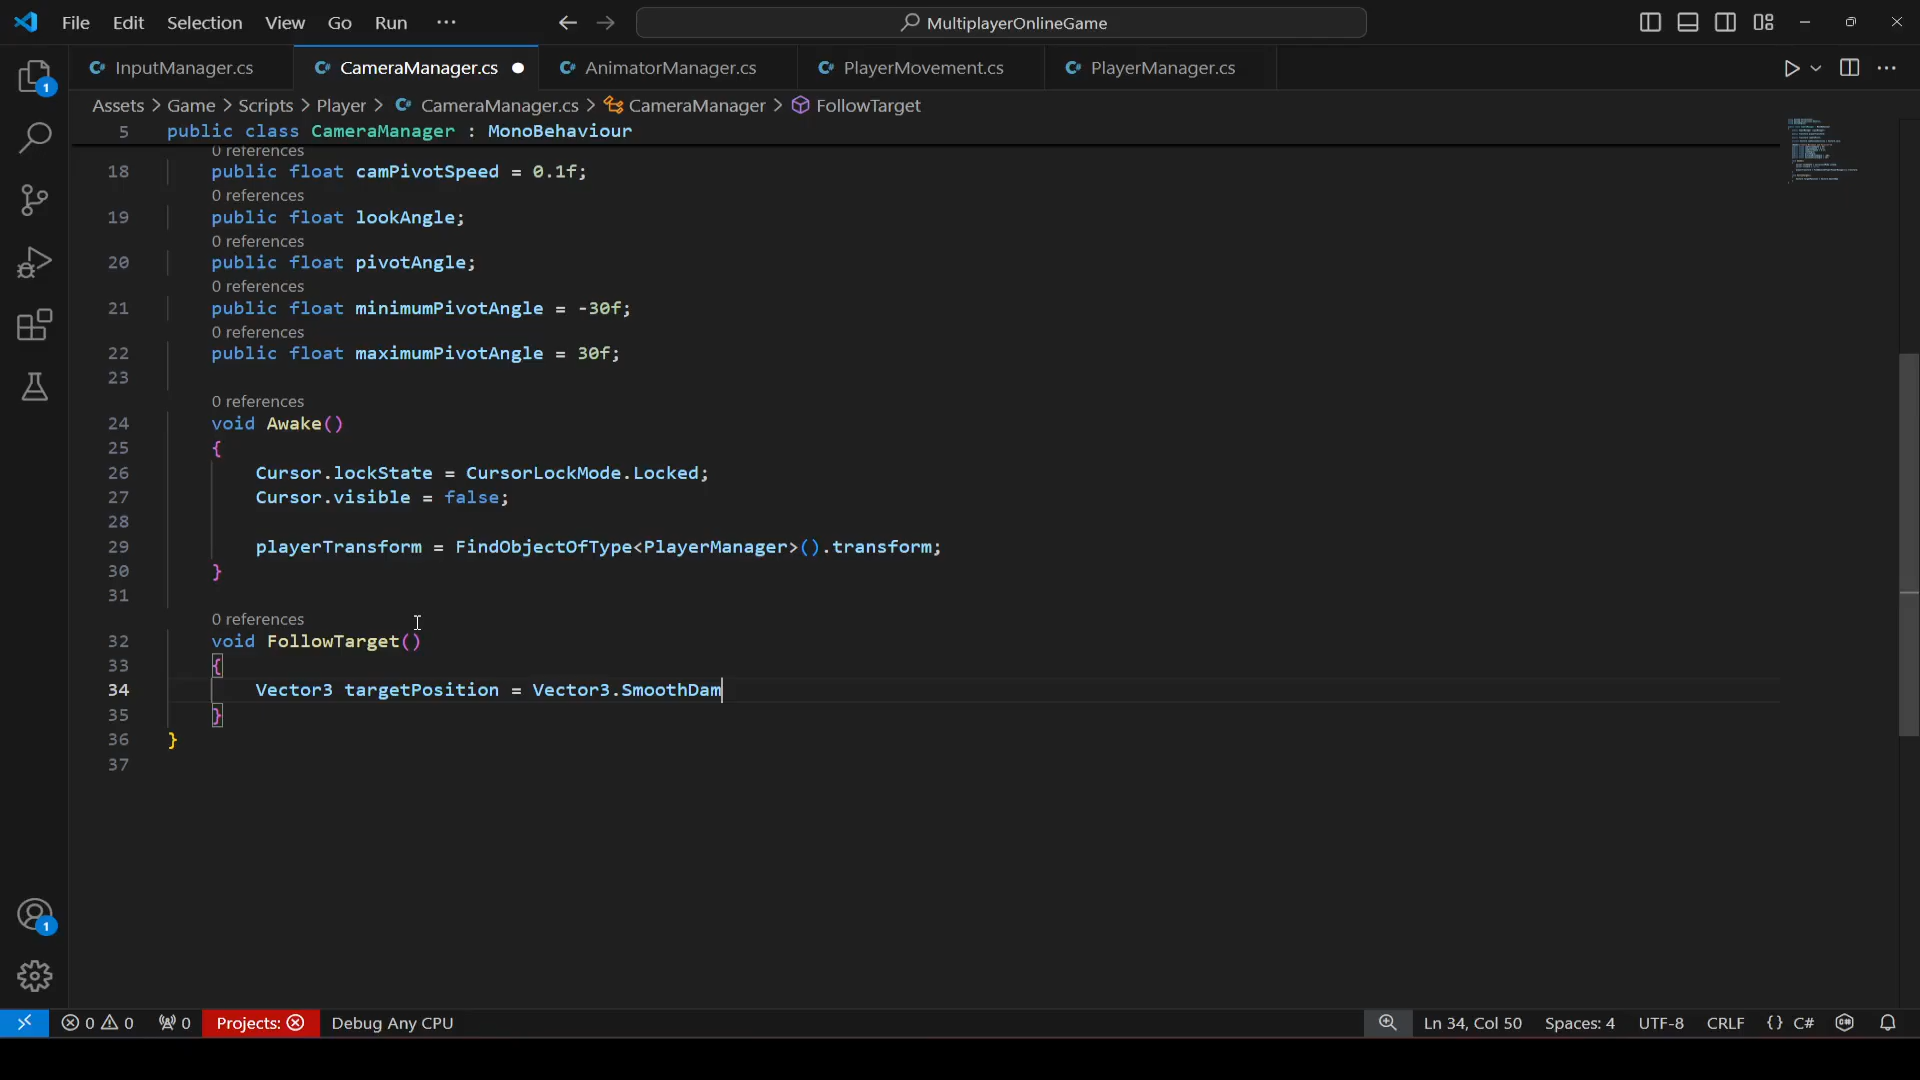 File Edit Selection View Go Run ··· MultiplayerOnlineGame
InputManager.cs CameraManager.cs AnimatorManager.cs PlayerMovement.cs PlayerManager.cs
Assets > Game > Scripts > Player > CameraManager.cs > CameraManager > FollowTarget
5 public class CameraManager : MonoBehaviour
0 references
18 public float camPivotSpeed = 0.1f;
0 references
19 public float lookAngle;
0 references
20 public float pivotAngle;
0 references
21 public float minimumPivotAngle = -30f;
0 references
22 public float maximumPivotAngle = 30f;
23
0 references
24 void Awake()
25 {
26 Cursor.lockState = CursorLockMode.Locked;
27 Cursor.visible = false;
28
29 playerTransform = FindObjectOfType<PlayerManager>().transform;
30 }
31
0 references
32 void FollowTarget()
33 {
34 Vector3 targetPosition = Vector3.SmoothDam
35 }
36 }
37
1
1
0 0 0 Projects: Debug Any CPU Ln 34, Col 50 Spaces: 4 UTF-8 CRLF {} C#